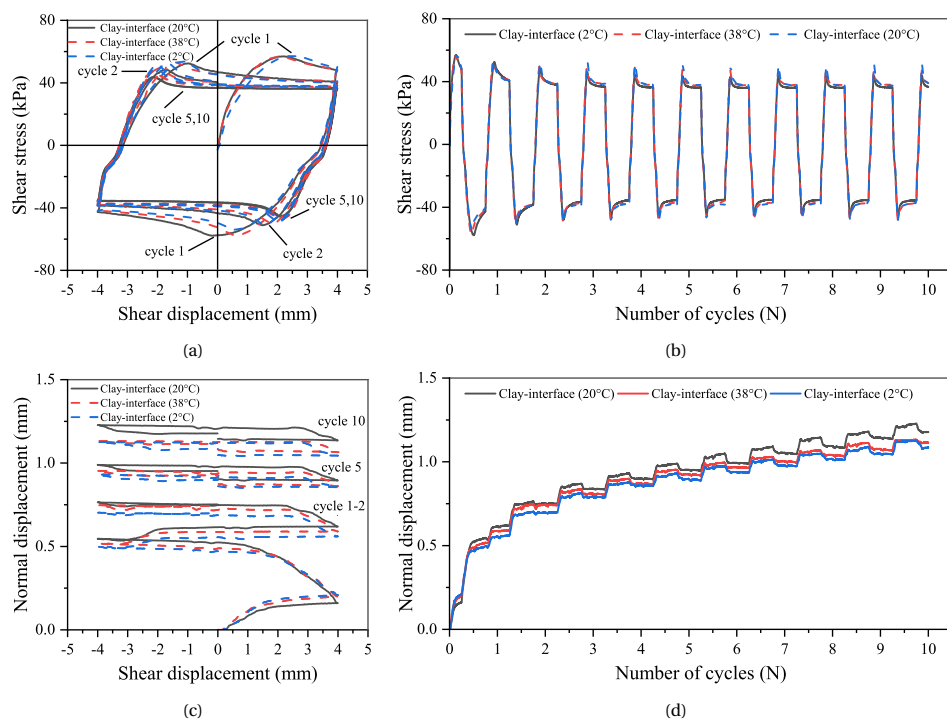 Clay-interface (20°C)
Clay-interface (38°C)
Clay-interface (2°C)
cycle 1
cycle 2
cycle 5,10
cycle 5,10
cycle 2
cycle 1
80
40
0
-40
-80
-5 -4 -3 -2 -1 0 1 2 3 4 5
Shear stress (kPa)
Shear displacement (mm)
(a)
Clay-interface (2°C) Clay-interface (38°C) Clay-interface (20°C)
80
40
0
-40
-80
0 1 2 3 4 5 6 7 8 9 10
Shear stress (kPa)
Number of cycles (N)
(b)
Clay-interface (20°C)
Clay-interface (38°C)
Clay-interface (2°C)
cycle 10
cycle 5
cycle 1-2
1.5
1.0
0.5
0.0
-5 -4 -3 -2 -1 0 1 2 3 4 5
Normal displacement (mm)
Shear displacement (mm)
(c)
Clay-interface (20°C) Clay-interface (38°C) Clay-interface (2°C)
1.5
1.0
0.5
0.0
0 1 2 3 4 5 6 7 8 9 10
Normal displacement (mm)
Number of cycles (N)
(d)